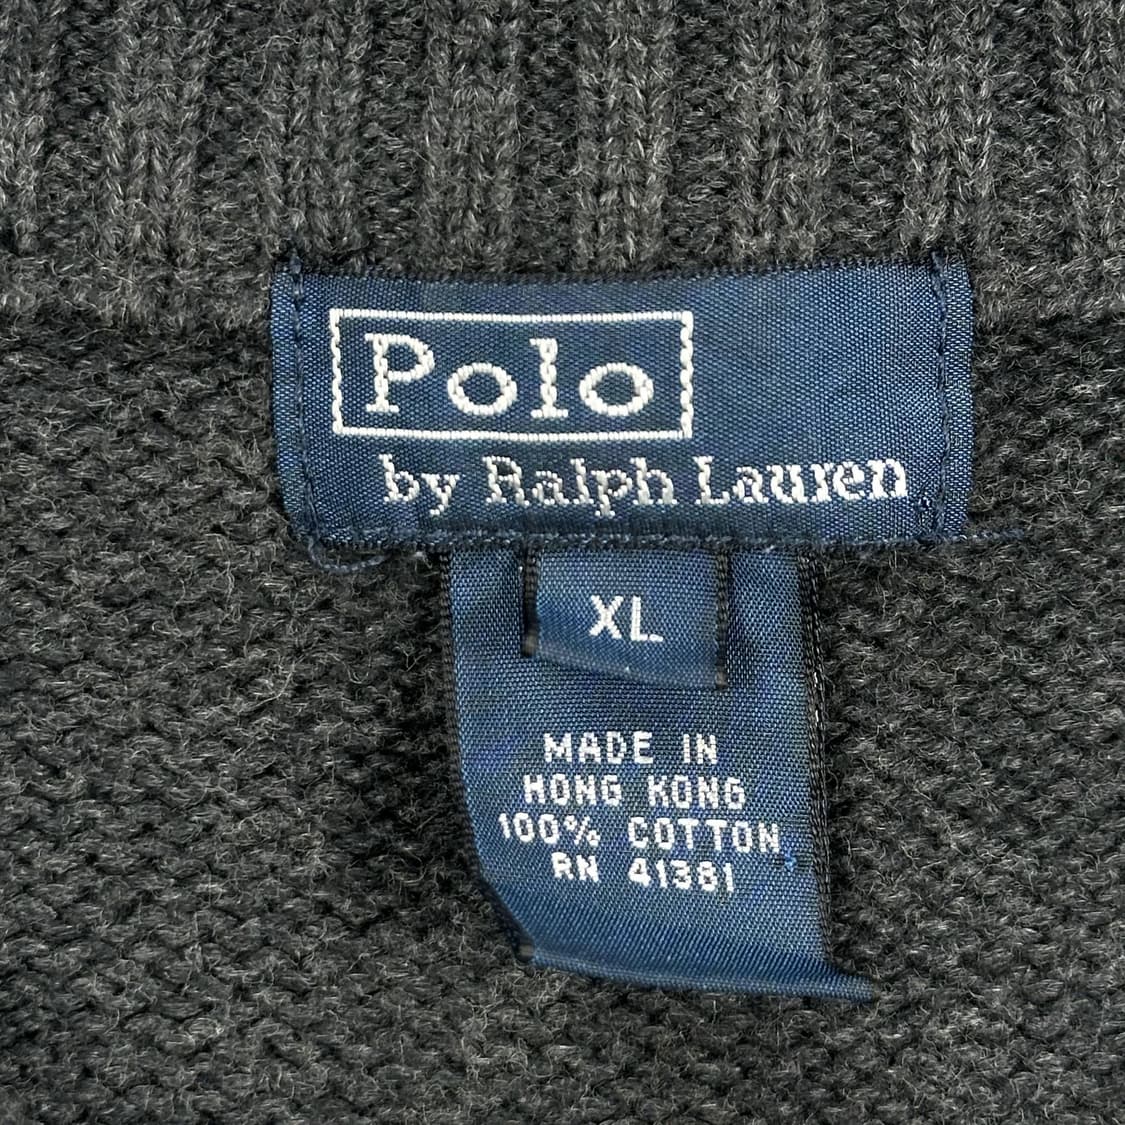 Polo
by Ralph Lauren
XL
MADE IN
HONG KONG
100% COTTON
RN 41381